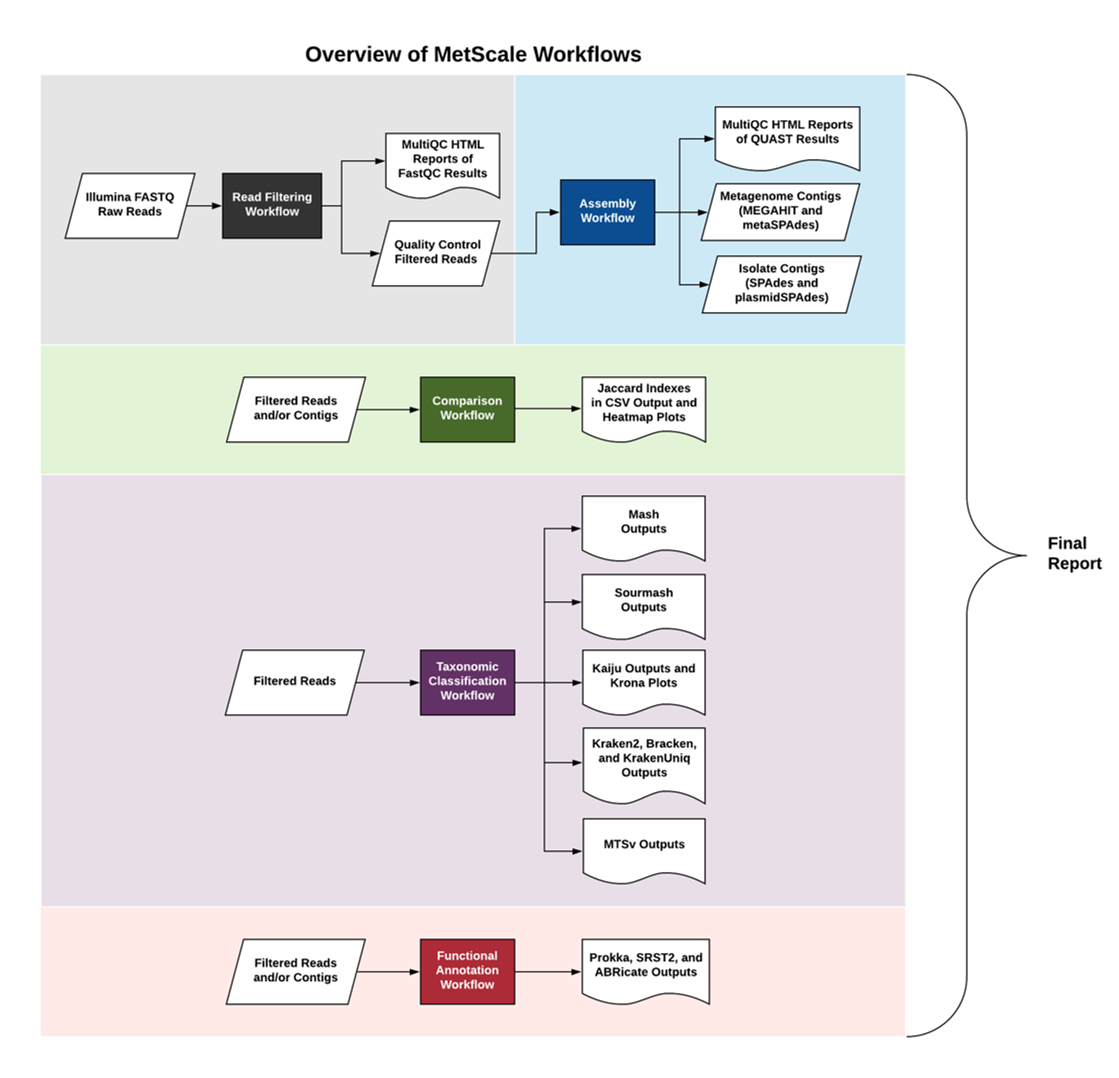 Overview of MetScale Workflows
Illumina FASTQ
Raw Reads
Read Filtering
Workflow
MultiQC HTML
Reports of
FastQC Results
Quality Control
Filtered Reads
Assembly
Workflow
MultiQC HTML Reports
of QUAST Results
Metagenome Contigs
(MEGAHIT and
metaSPAdes)
Isolate Contigs
(SPAdes and
plasmidSPAdes)
Filtered Reads
and/or Contigs
Comparison
Workflow
Jaccard Indexes
in CSV Output and
Heatmap Plots
Filtered Reads
Taxonomic
Classification
Workflow
Mash
Outputs
Sourmash
Outputs
Kaiju Outputs and
Krona Plots
Kraken2, Bracken,
and KrakenUniq
Outputs
MTSv Outputs
Filtered Reads
and/or Contigs
Functional
Annotation
Workflow
Prokka, SRST2, and
ABRicate Outputs
Final
Report